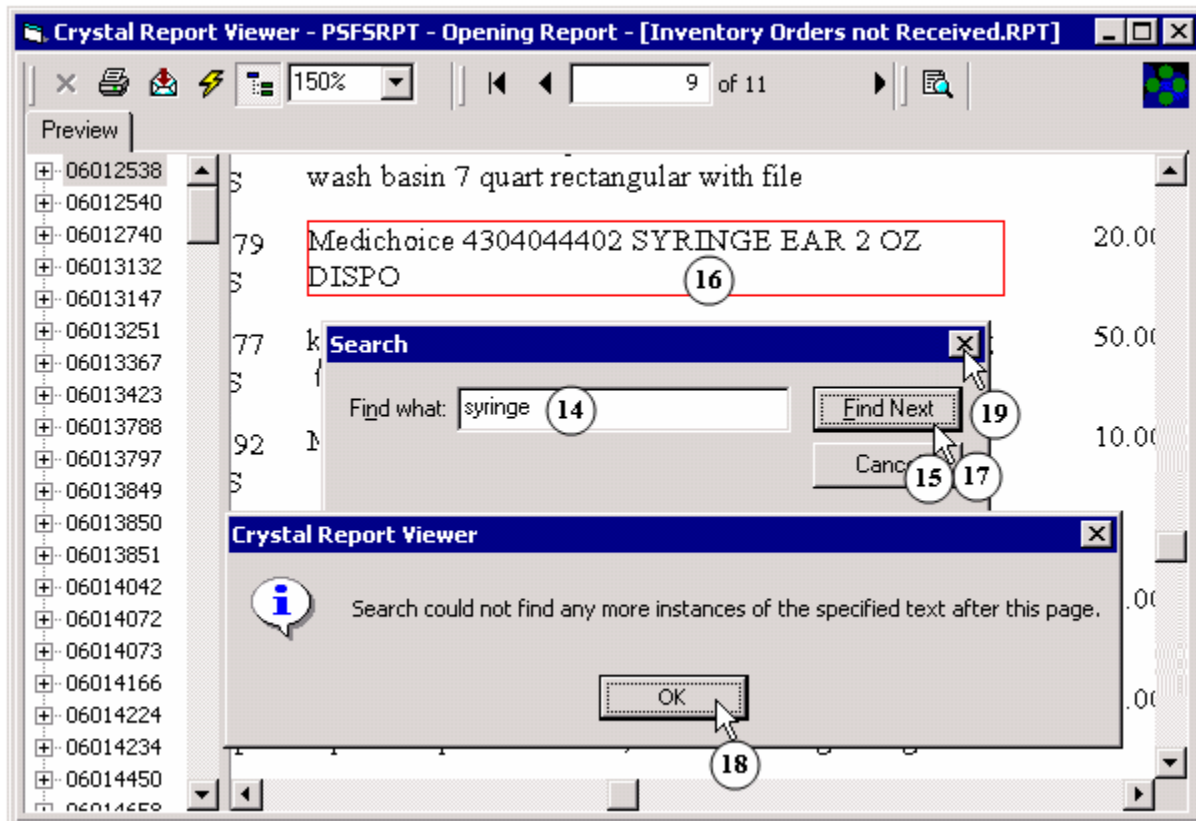 Crystal Report Viewer - PSFSRPT - Opening Report - [Inventory Orders not Received.RPT]
150% 9 of 11
Preview
06012538
06012540
06012740
06013132
06013147
06013251
06013367
06013423
06013788
06013797
06013849
06013850
06013851
06014042
06014072
06014073
06014166
06014224
06014234
06014450
S wash basin 7 quart rectangular with file
79 Medichoice 4304044402 SYRINGE EAR 2 OZ 20.00
S DISPO
16
77 k 50.00
S
92 10.00
S
.00
.00
Search
Find what: syringe 14 Find Next
19
15 17
Crystal Report Viewer
Search could not find any more instances of the specified text after this page.
OK
18